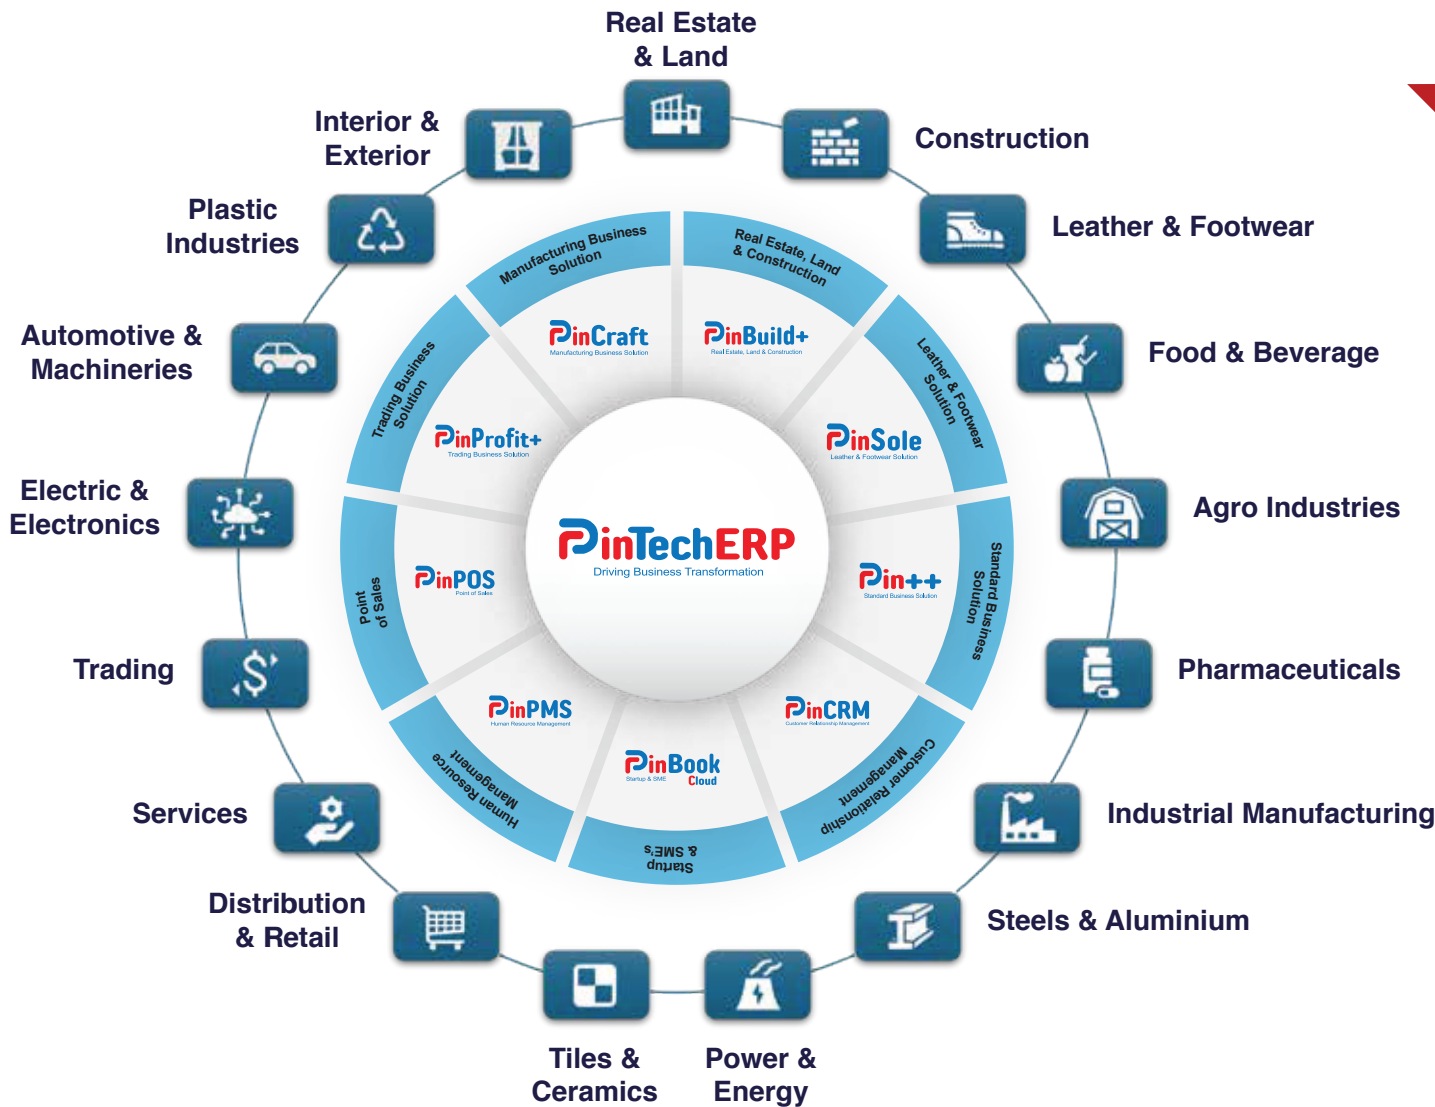 Real Estate
& Land
Interior &
Exterior
Construction
Plastic
Industries
Leather & Footwear
Automotive &
Machineries
Food & Beverage
Electric &
Electronics
Agro Industries
Trading
Pharmaceuticals
Services
Industrial Manufacturing
Distribution
& Retail
Steels & Aluminium
Tiles &
Ceramics
Power &
Energy
Manufacturing Business
Solution
Real Estate, Land
& Construction
Leather & Footwear
Solution
Standard Business
Solution
Customer Relationship
Management
Startup
& SME's
Human Resource
Management
Point
of Sales
Trading Business
Solution
PinCraft
Manufacturing Business Solution
PinBuild+
Real Estate, Land & Construction
PinSole
Leather & Footwear Solution
Pin++
Standard Business Solution
PinCRM
Customer Relationship Management
PinBook
Startup & SME
Cloud
PinPMS
Human Resource Management
PinPOS
Point of Sales
PinProfit+
Trading Business Solution
PinTechERP
Driving Business Transformation
$